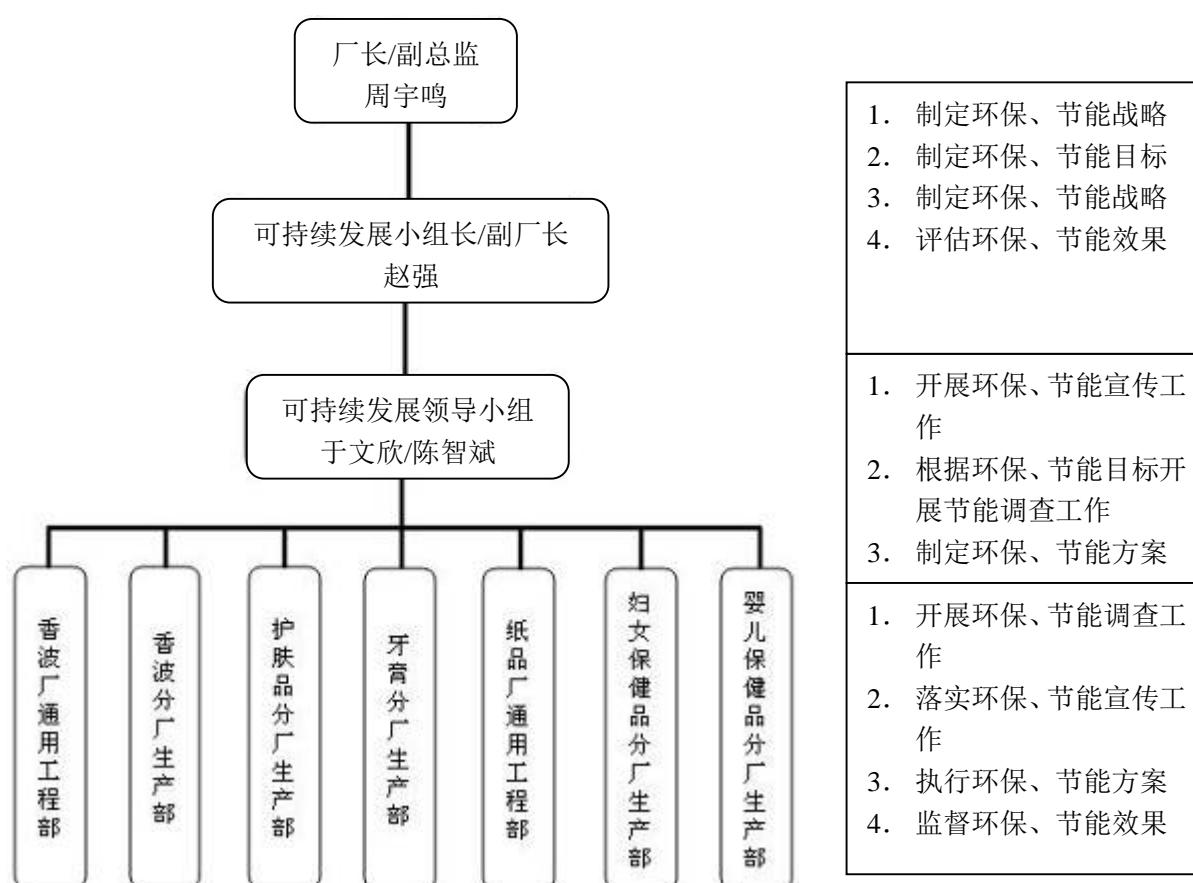 厂长/副总监
周宇鸣
可持续发展小组长/副厂长
赵强
可持续发展领导小组
于文欣/陈智斌
香波厂通用工程部
香波分厂生产部
护肤品分厂生产部
牙膏分厂生产部
纸品厂通用工程部
妇女保健品分厂生产部
婴儿保健品分厂生产部
1. 制定环保、节能战略
2. 制定环保、节能目标
3. 制定环保、节能战略
4. 评估环保、节能效果
1. 开展环保、节能宣传工
作
2. 根据环保、节能目标开
展节能调查工作
3. 制定环保、节能方案
1. 开展环保、节能调查工
作
2. 落实环保、节能宣传工
作
3. 执行环保、节能方案
4. 监督环保、节能效果